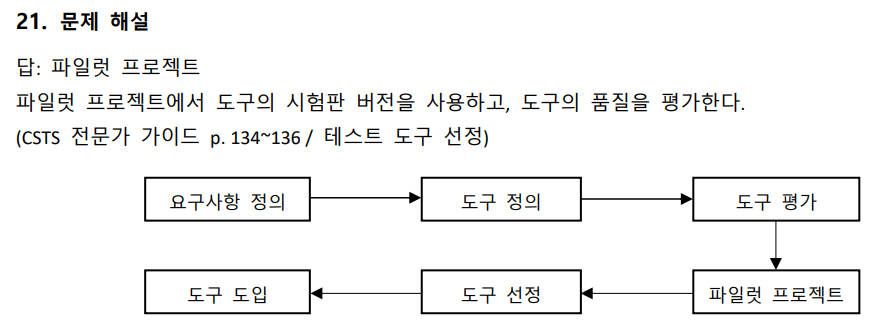 21. 문제 해설
답: 파일럿 프로젝트
파일럿 프로젝트에서 도구의 시험판 버전을 사용하고, 도구의 품질을 평가한다.
(CSTS 전문가 가이드 p. 134~136 / 테스트 도구 선정)
요구사항 정의
도구 정의
도구 평가
파일럿 프로젝트
도구 선정
도구 도입